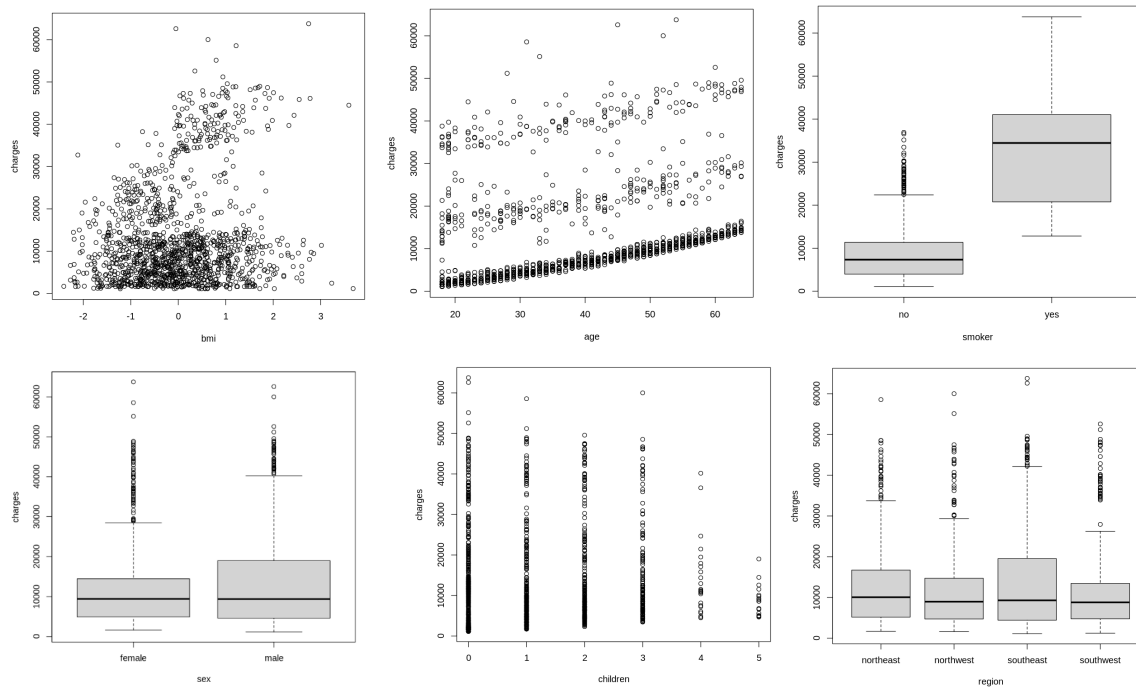 charges
0 10000 20000 30000 40000 50000 60000
-2 -1 0 1 2 3
bmi
charges
0 10000 20000 30000 40000 50000 60000
20 30 40 50 60
age
charges
0 10000 20000 30000 40000 50000 60000
no yes
smoker
charges
0 10000 20000 30000 40000 50000 60000
female male
sex
charges
0 10000 20000 30000 40000 50000 60000
0 1 2 3 4 5
children
charges
0 10000 20000 30000 40000 50000 60000
northeast northwest southeast southwest
region